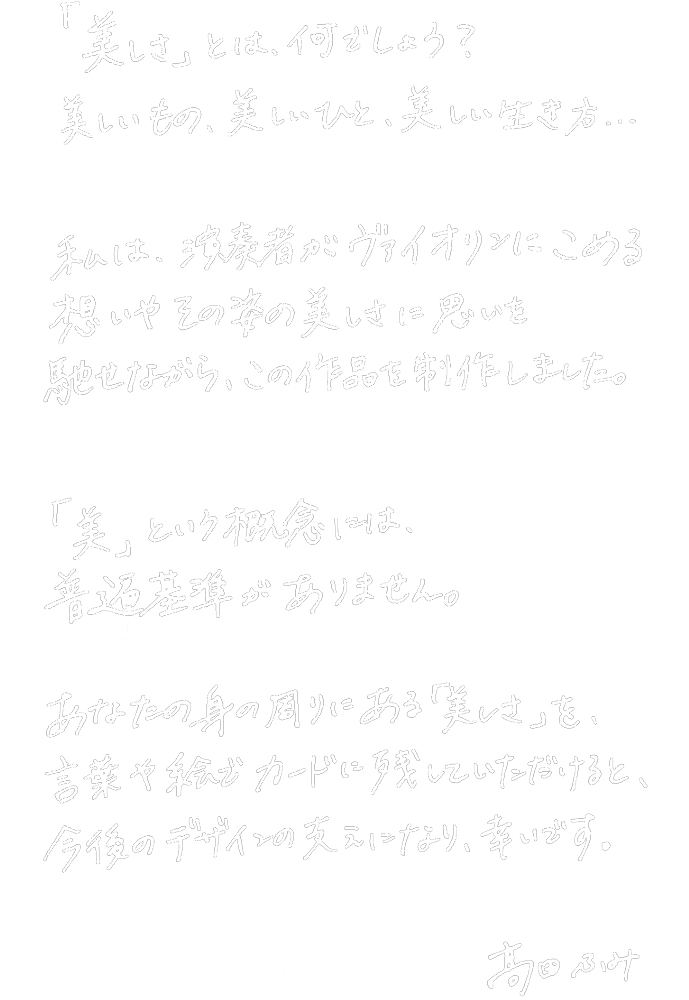 「美しさ」とは、何でしょう？
美しいもの、美しいひと、美しい生き方...
私は、演奏者がヴァイオリンにこめる
想いやその姿の美しさに思いを
馳せながら、この作品を制作しました。
「美」という概念には、
普遍基準がありません。
あなたの身の周りにある「美しさ」を、
言葉や絵でカードに残していただけると、
今後のデザインの支えになり、幸いです。
高田ふみ